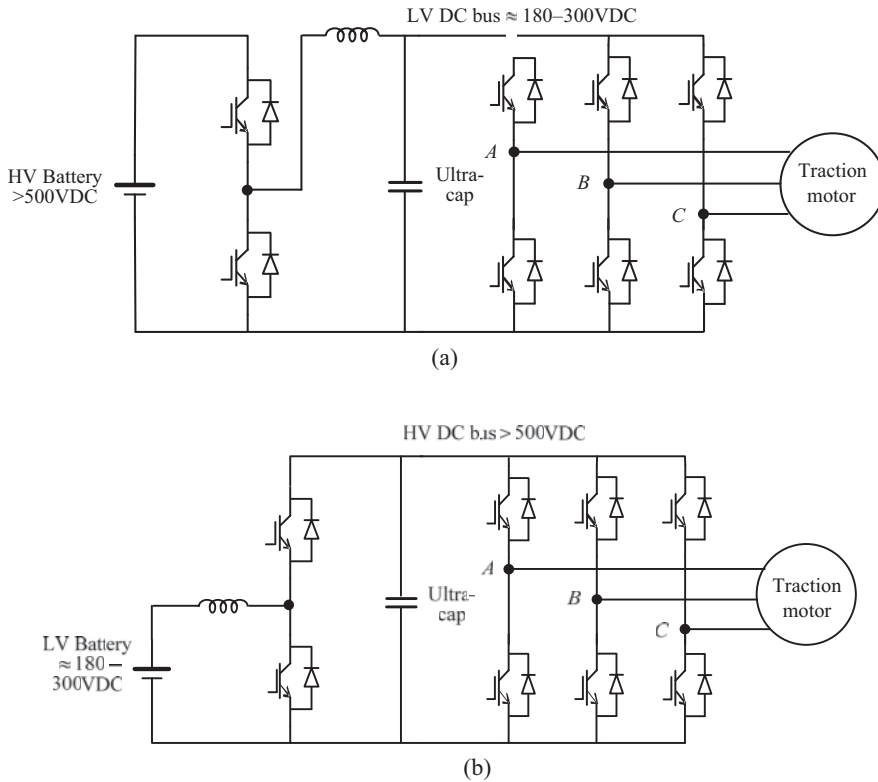 LV DC bus ≈ 180–300VDC
HV Battery
>500VDC
Ultra-
cap
A
B
C
Traction
motor
(a)
HV DC bus > 500VDC
LV Battery
≈ 180 –
300VDC
Ultra-
cap
A
B
C
Traction
motor
(b)